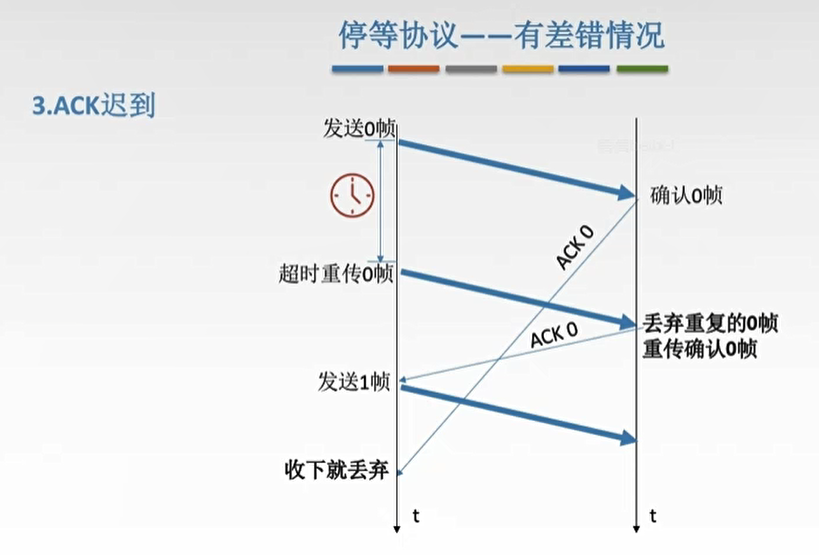 停等协议——有差错情况
3.ACK迟到
发送0帧
确认0帧
ACK 0
超时重传0帧
丢弃重复的0帧
重传确认0帧
ACK 0
发送1帧
收下就丢弃
t
t